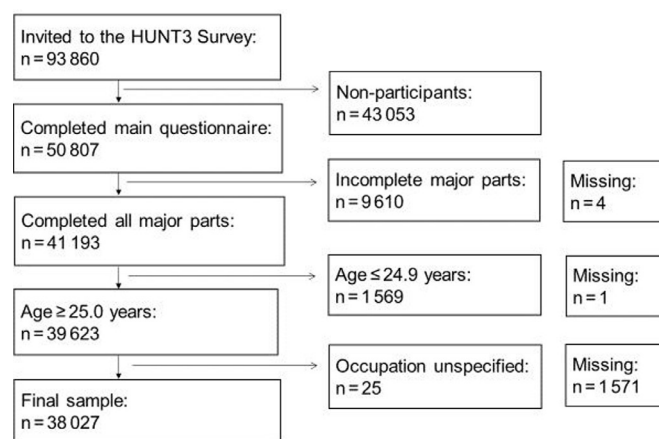 Invited to the HUNT3 Survey:
n = 93 860
Non-participants:
n = 43 053
Completed main questionnaire:
n = 50 807
Incomplete major parts:
n = 9 610
Missing:
n = 4
Completed all major parts:
n = 41 193
Age ≤ 24.9 years:
n = 1 569
Missing:
n = 1
Age ≥ 25.0 years:
n = 39 623
Occupation unspecified:
n = 25
Missing:
n = 1 571
Final sample:
n = 38 027